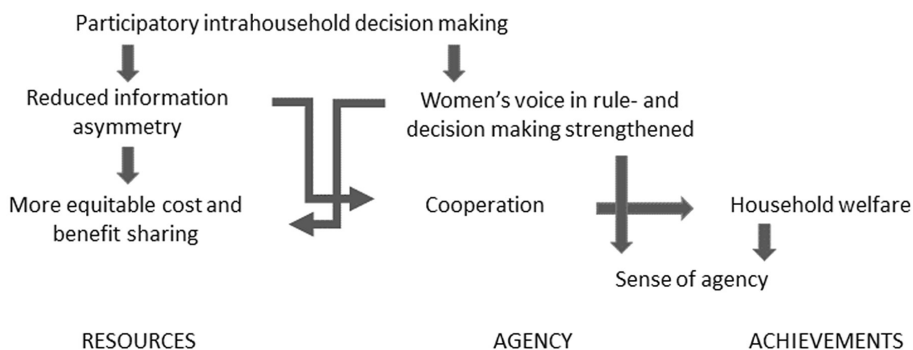 Participatory intrahousehold decision making
Reduced information
asymmetry
Women’s voice in rule- and
decision making strengthened
More equitable cost and
benefit sharing
Cooperation
Household welfare
Sense of agency
RESOURCES
AGENCY
ACHIEVEMENTS